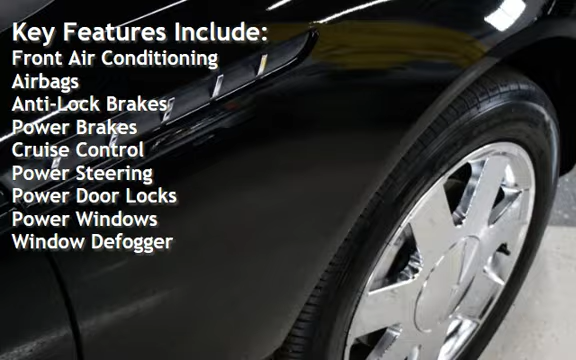 Key Features Include:
Front Air Conditioning
Airbags
Anti-Lock Brakes
Power Brakes
Cruise Control
Power Steering
Power Door Locks
Power Windows
Window Defogger